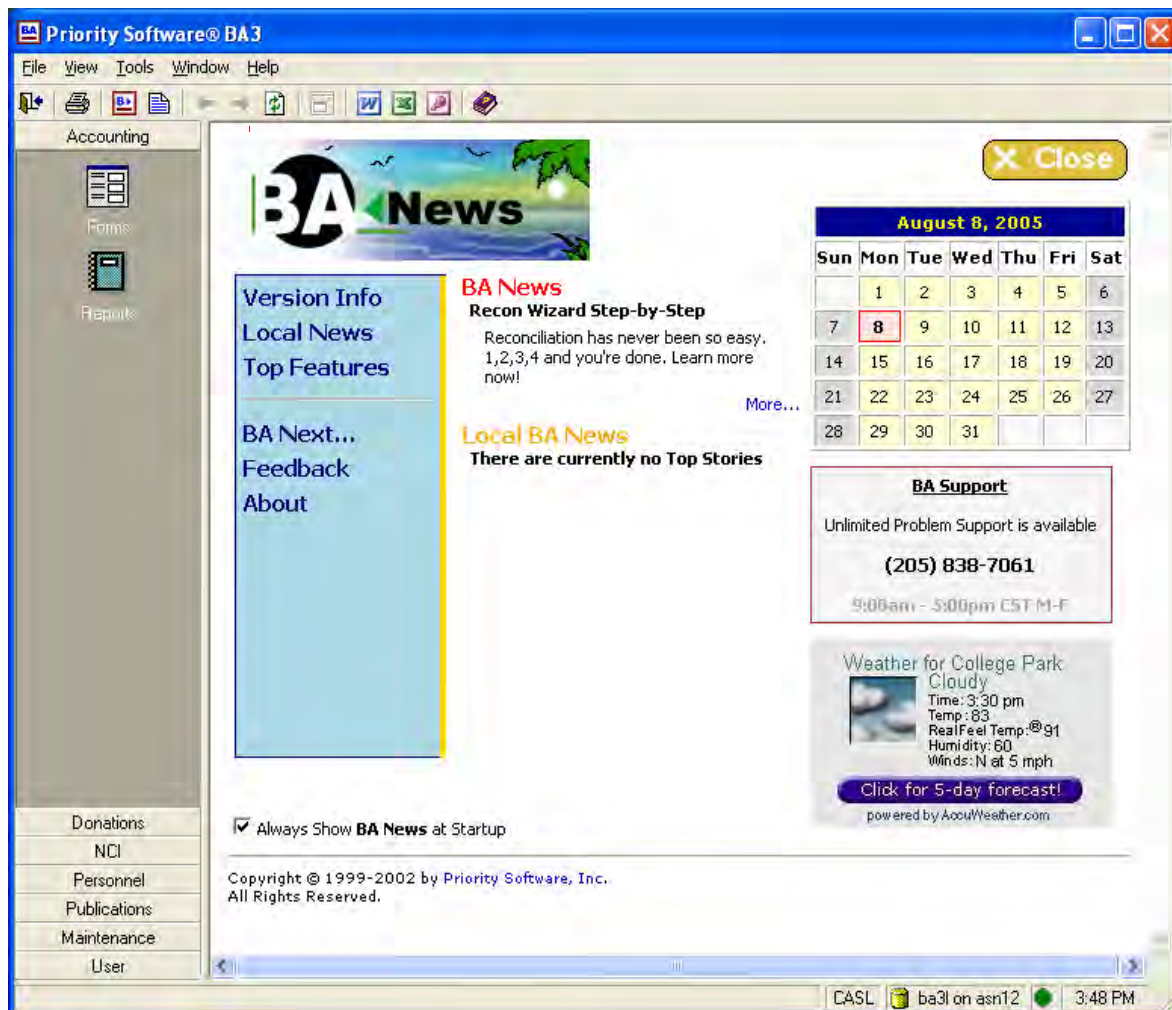 BA Priority Software® BA3
File View Tools Window Help
Accounting
Forms
Reports
Donations
NCI
Personnel
Publications
Maintenance
User
BA News
X Close
Version Info
Local News
Top Features
BA Next...
Feedback
About
BA News
Recon Wizard Step-by-Step
Reconciliation has never been so easy.
1,2,3,4 and you're done. Learn more
now!
More...
Local BA News
There are currently no Top Stories
August 8, 2005
Sun Mon Tue Wed Thu Fri Sat
1 2 3 4 5 6
7 8 9 10 11 12 13
14 15 16 17 18 19 20
21 22 23 24 25 26 27
28 29 30 31
BA Support
Unlimited Problem Support is available
(205) 838-7061
9:00am - 5:00pm CST M-F
Weather for College Park
Cloudy
Time: 3:30 pm
Temp: 83
RealFeel Temp:® 91
Humidity: 60
Winds: N at 5 mph
Click for 5-day forecast!
powered by AccuWeather.com
Always Show BA News at Startup
Copyright © 1999-2002 by Priority Software, Inc.
All Rights Reserved.
CASL ba3l on asn12 3:48 PM